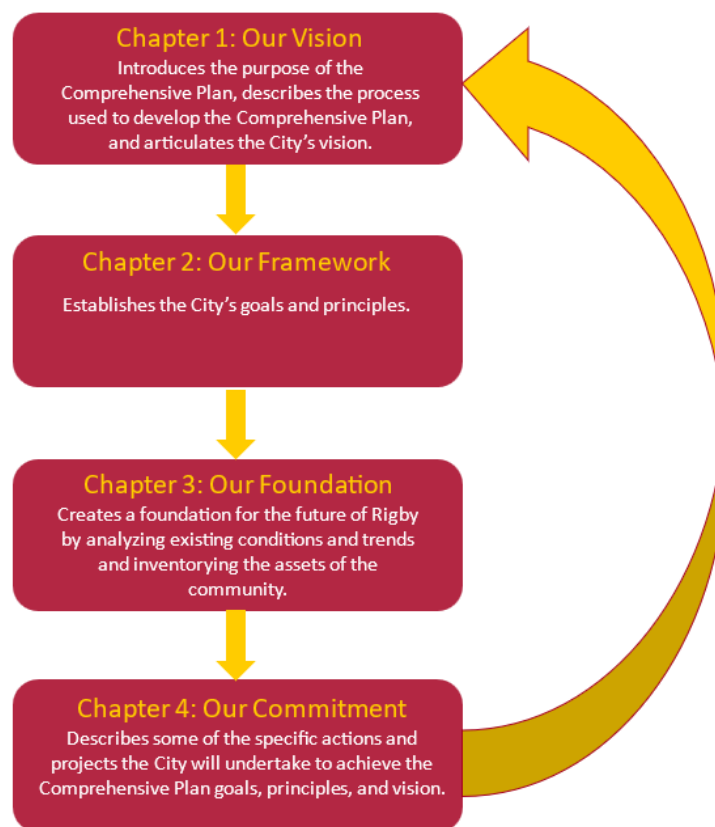 Chapter 1: Our Vision
Introduces the purpose of the
Comprehensive Plan, describes the process
used to develop the Comprehensive Plan,
and articulates the City's vision.
Chapter 2: Our Framework
Establishes the City's goals and principles.
Chapter 3: Our Foundation
Creates a foundation for the future of Rigby
by analyzing existing conditions and trends
and inventorying the assets of the
community.
Chapter 4: Our Commitment
Describes some of the specific actions and
projects the City will undertake to achieve the
Comprehensive Plan goals, principles, and vision.